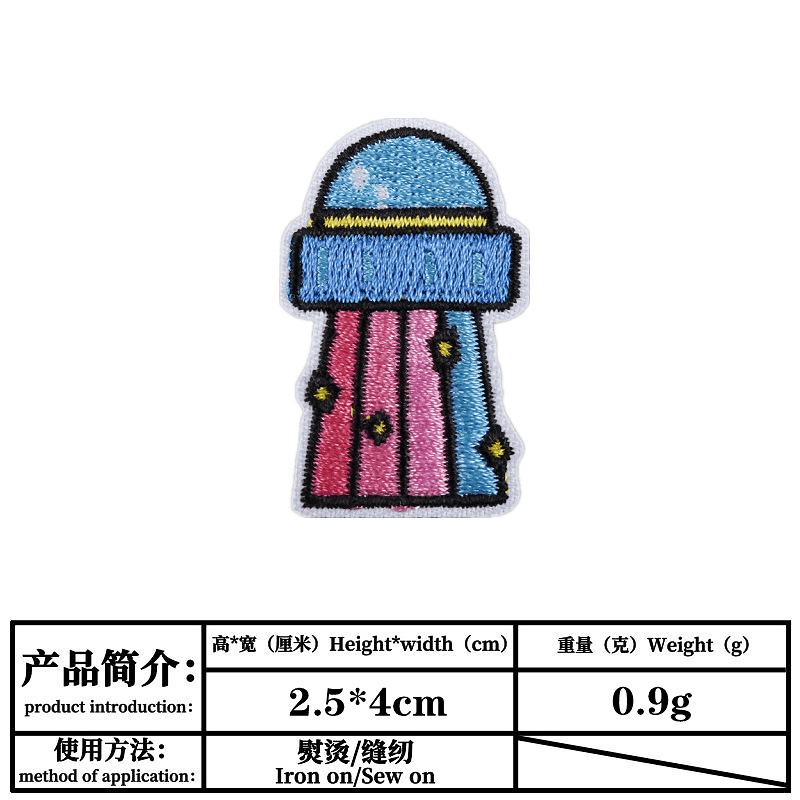 产品简介：
product introduction：
高*宽（厘米）Height*width（cm）
重量（克）Weight（g）
2.5*4cm
0.9g
使用方法：
method of application：
熨烫/缝纫
Iron on/Sew on